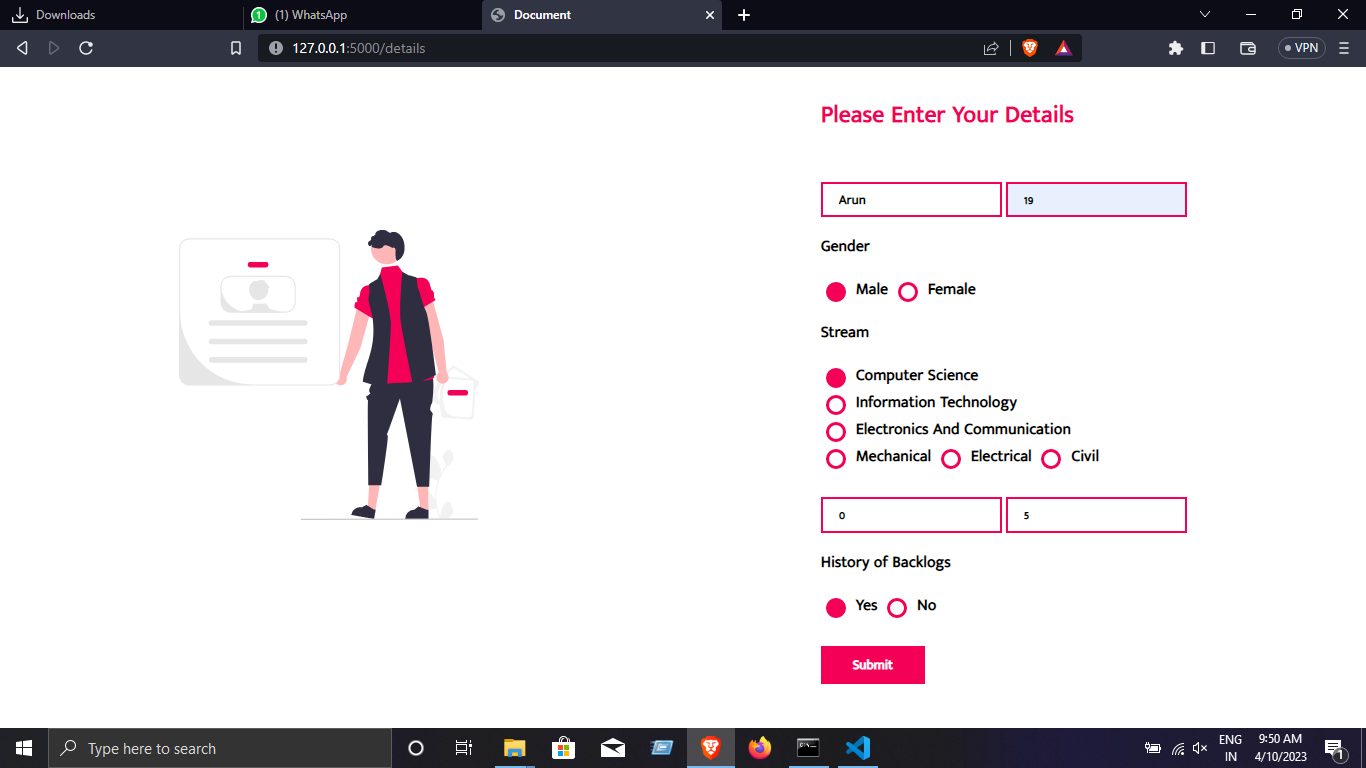 Downloads
(1) WhatsApp
Document
127.0.0.1:5000/details
VPN
Please Enter Your Details
Arun 19
Gender
Male Female
Stream
Computer Science
Information Technology
Electronics And Communication
Mechanical Electrical Civil
0 5
History of Backlogs
Yes No
Submit
Type here to search
ENG
IN
9:50 AM
4/10/2023
1